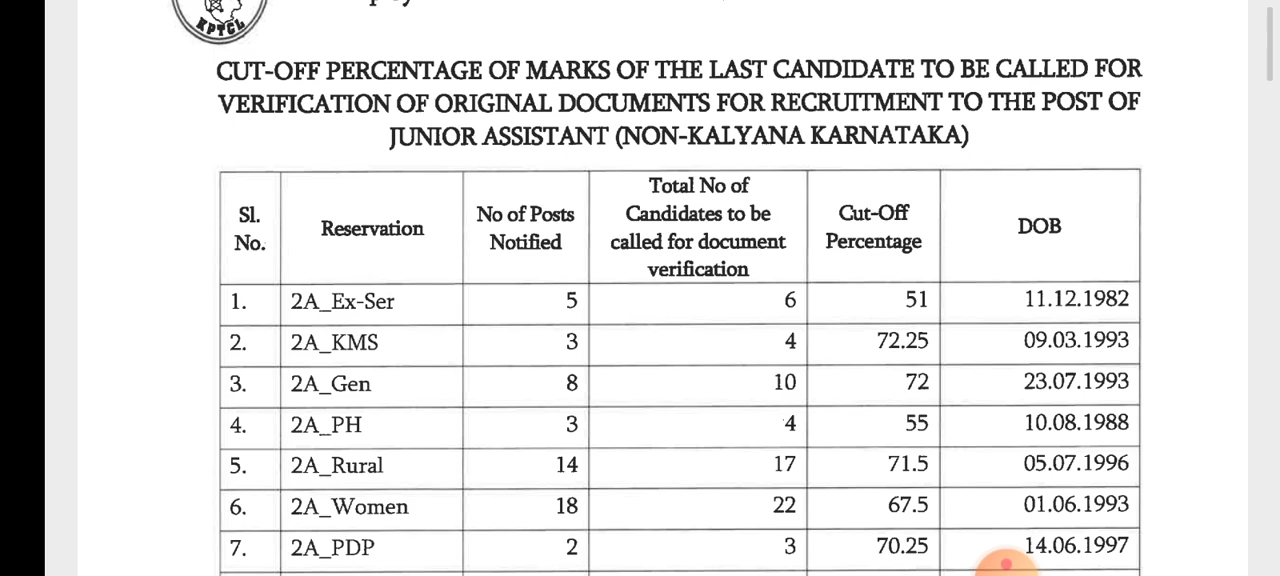 KPTCL
CUT-OFF PERCENTAGE OF MARKS OF THE LAST CANDIDATE TO BE CALLED FOR
VERIFICATION OF ORIGINAL DOCUMENTS FOR RECRUITMENT TO THE POST OF
JUNIOR ASSISTANT (NON-KALYANA KARNATAKA)
Sl. No. Reservation No of Posts Notified Total No of Candidates to be called for document verification Cut-Off Percentage DOB
1. 2A_Ex-Ser 5 6 51 11.12.1982
2. 2A_KMS 3 4 72.25 09.03.1993
3. 2A_Gen 8 10 72 23.07.1993
4. 2A_PH 3 4 55 10.08.1988
5. 2A_Rural 14 17 71.5 05.07.1996
6. 2A_Women 18 22 67.5 01.06.1993
7. 2A_PDP 2 3 70.25 14.06.1997